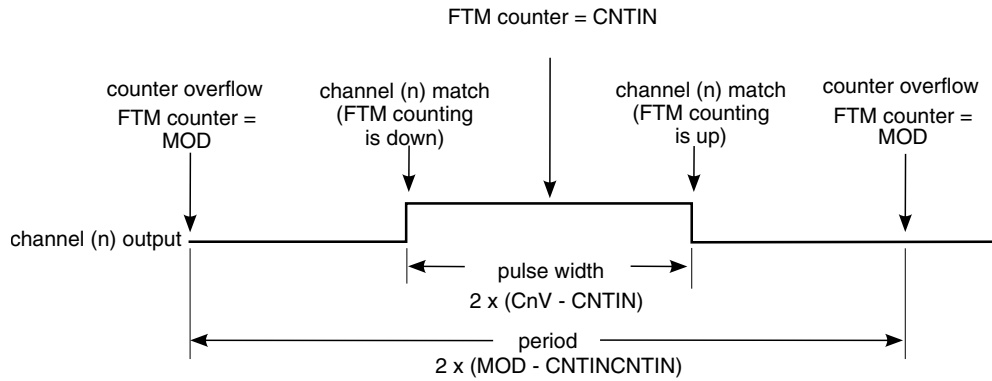 FTM counter = CNTIN
counter overflow
FTM counter =
MOD
channel (n) match
(FTM counting
is down)
channel (n) match
(FTM counting
is up)
counter overflow
FTM counter =
MOD
channel (n) output
pulse width
2 x (CnV - CNTIN)
period
2 x (MOD - CNTINCNTIN)